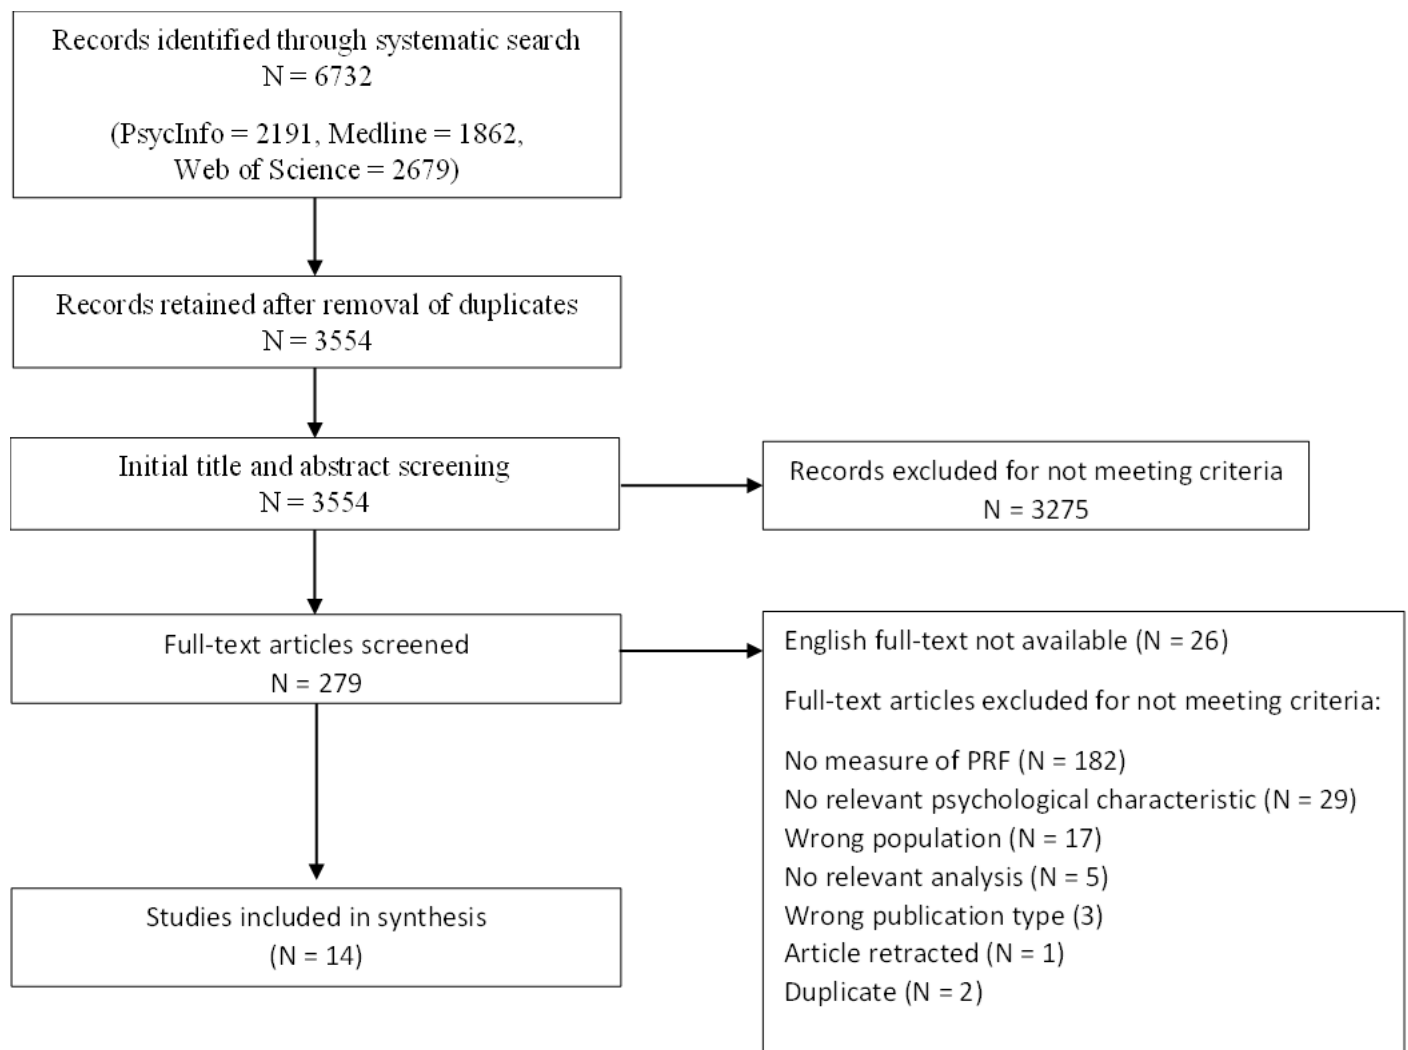 Records identified through systematic search
N = 6732
(PsycInfo = 2191, Medline = 1862,
Web of Science = 2679)
Records retained after removal of duplicates
N = 3554
Initial title and abstract screening
N = 3554
Records excluded for not meeting criteria
N = 3275
Full-text articles screened
N = 279
English full-text not available (N = 26)
Full-text articles excluded for not meeting criteria:
No measure of PRF (N = 182)
No relevant psychological characteristic (N = 29)
Wrong population (N = 17)
No relevant analysis (N = 5)
Wrong publication type (3)
Article retracted (N = 1)
Duplicate (N = 2)
Studies included in synthesis
(N = 14)